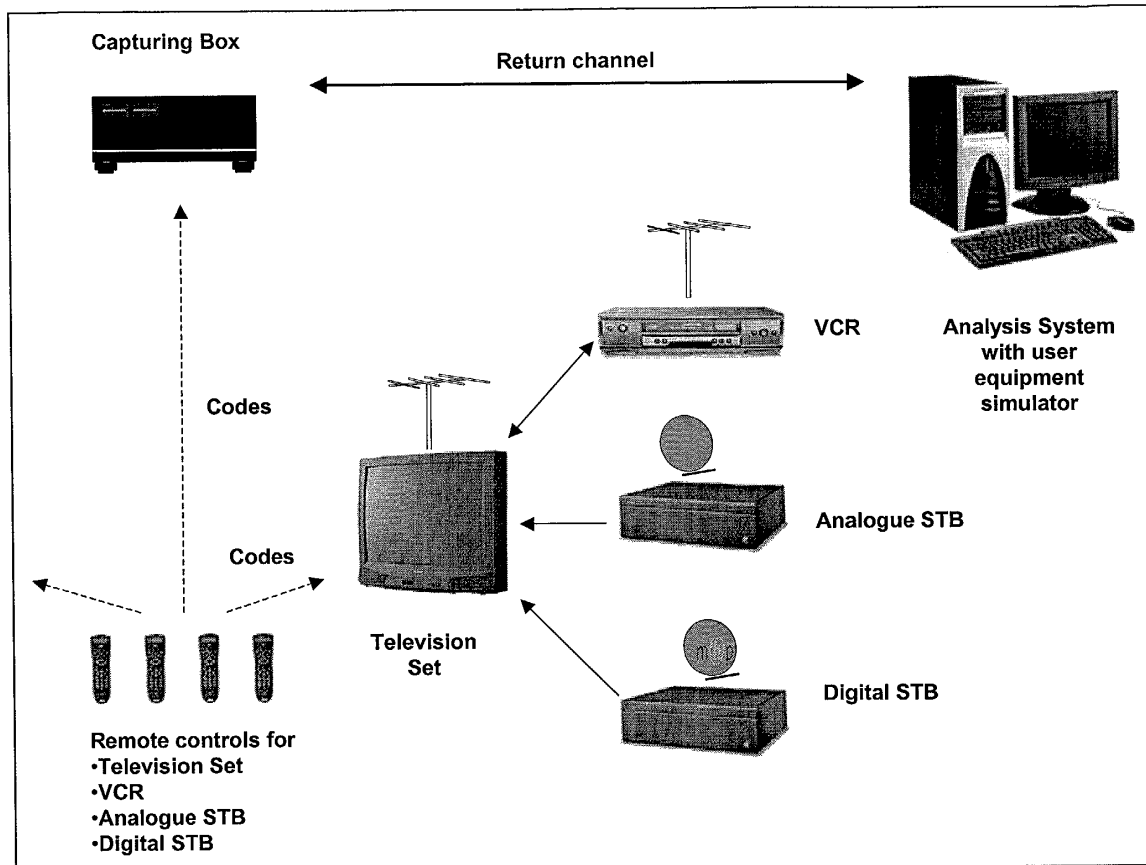 Capturing Box
Return channel
VCR
Analysis System
with user
equipment
simulator
Codes
Analogue STB
Codes
Television
Set
Digital STB
Remote controls for
•Television Set
•VCR
•Analogue STB
•Digital STB